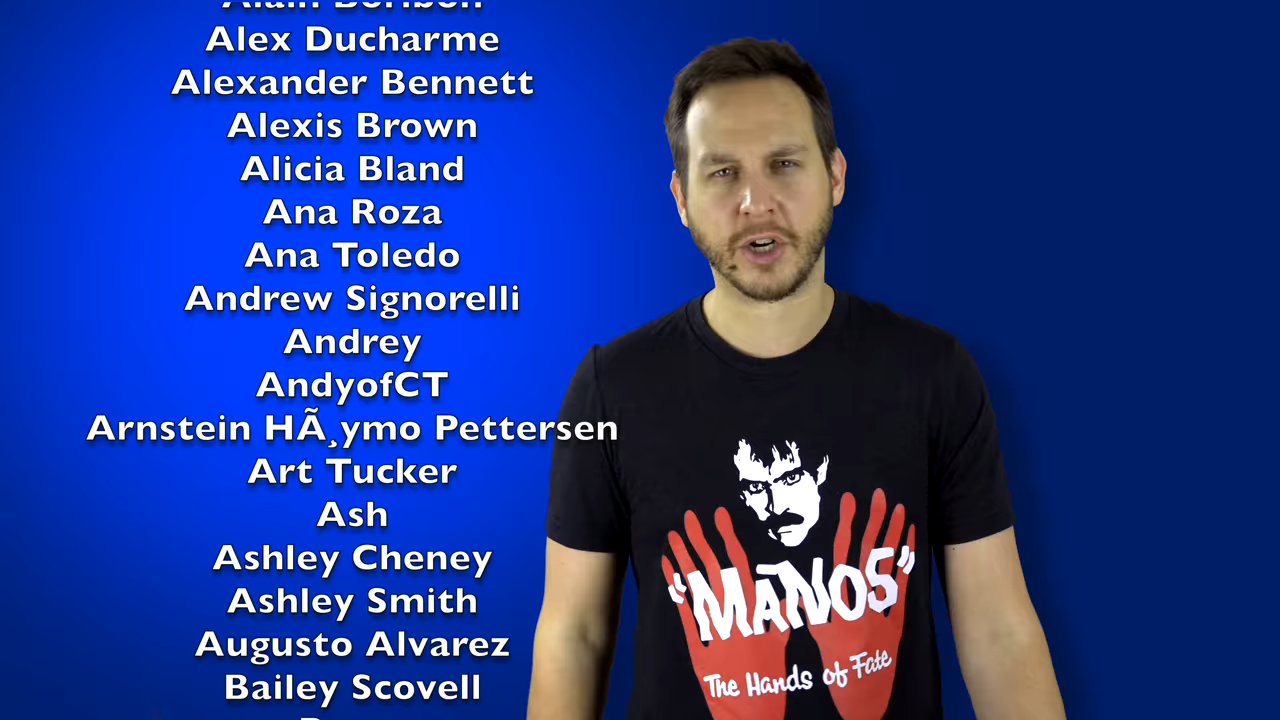 Alex Ducharme
Alexander Bennett
Alexis Brown
Alicia Bland
Ana Roza
Ana Toledo
Andrew Signorelli
Andrey
AndyofCT
Arnstein HÃ¸ymo Pettersen
Art Tucker
Ash
Ashley Cheney
Ashley Smith
Augusto Alvarez
Bailey Scovell
"MANOS"
The Hands of Fate